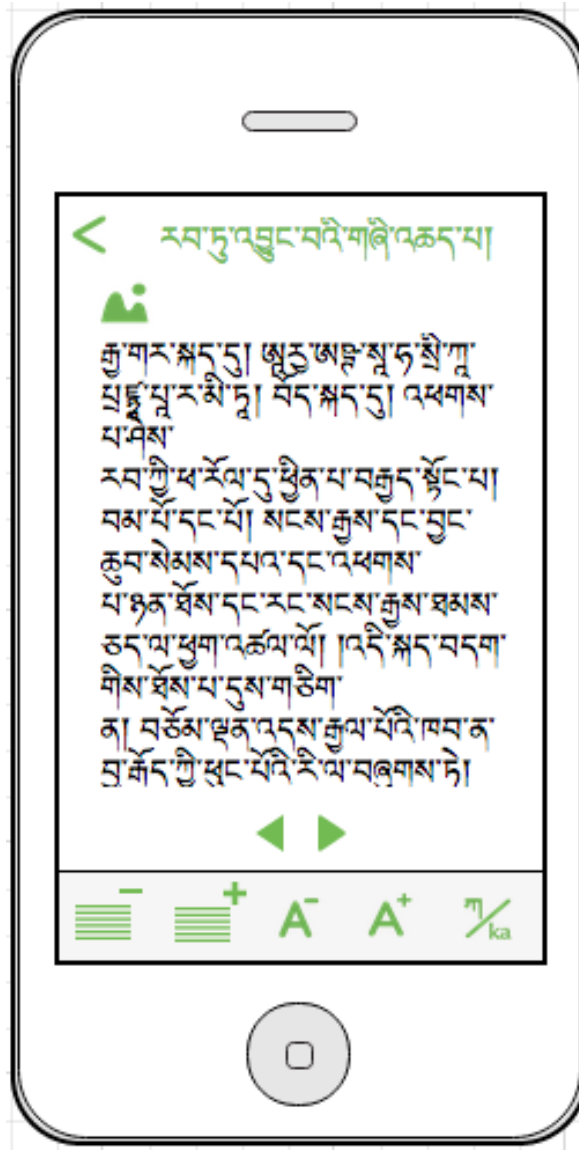 རབ་ཏུ་འབྱུང་བའི་གཞི་འཆད་པ།
རྒྱ་གར་སྐད་དུ། ཨཱརྱ་ཨཥྚ་སཱ་ཧ་སྲི་ཀཱ་
པྲཛྙཱ་པཱ་ར་མི་ཏཱ། བོད་སྐད་དུ། འཕགས་
པ་ཤེས་
རབ་ཀྱི་ཕ་རོལ་དུ་ཕྱིན་པ་བརྒྱད་སྟོང་པ།
བམ་པོ་དང་པོ། སངས་རྒྱས་དང་བྱང་
ཆུབ་སེམས་དཔའ་དང་འཕགས་
པ་ཉན་ཐོས་དང་རང་སངས་རྒྱས་ཐམས་
ཅད་ལ་ཕྱག་འཚལ་ལོ། །འདི་སྐད་བདག་
གིས་ཐོས་པ་དུས་གཅིག་
ན། བཅོམ་ལྡན་འདས་རྒྱལ་པོའི་ཁབ་ན་
བྱ་རྒོད་ཀྱི་ཕུང་པོའི་རི་ལ་བཞུགས་ཏེ།
A- A+ ཀ/ka